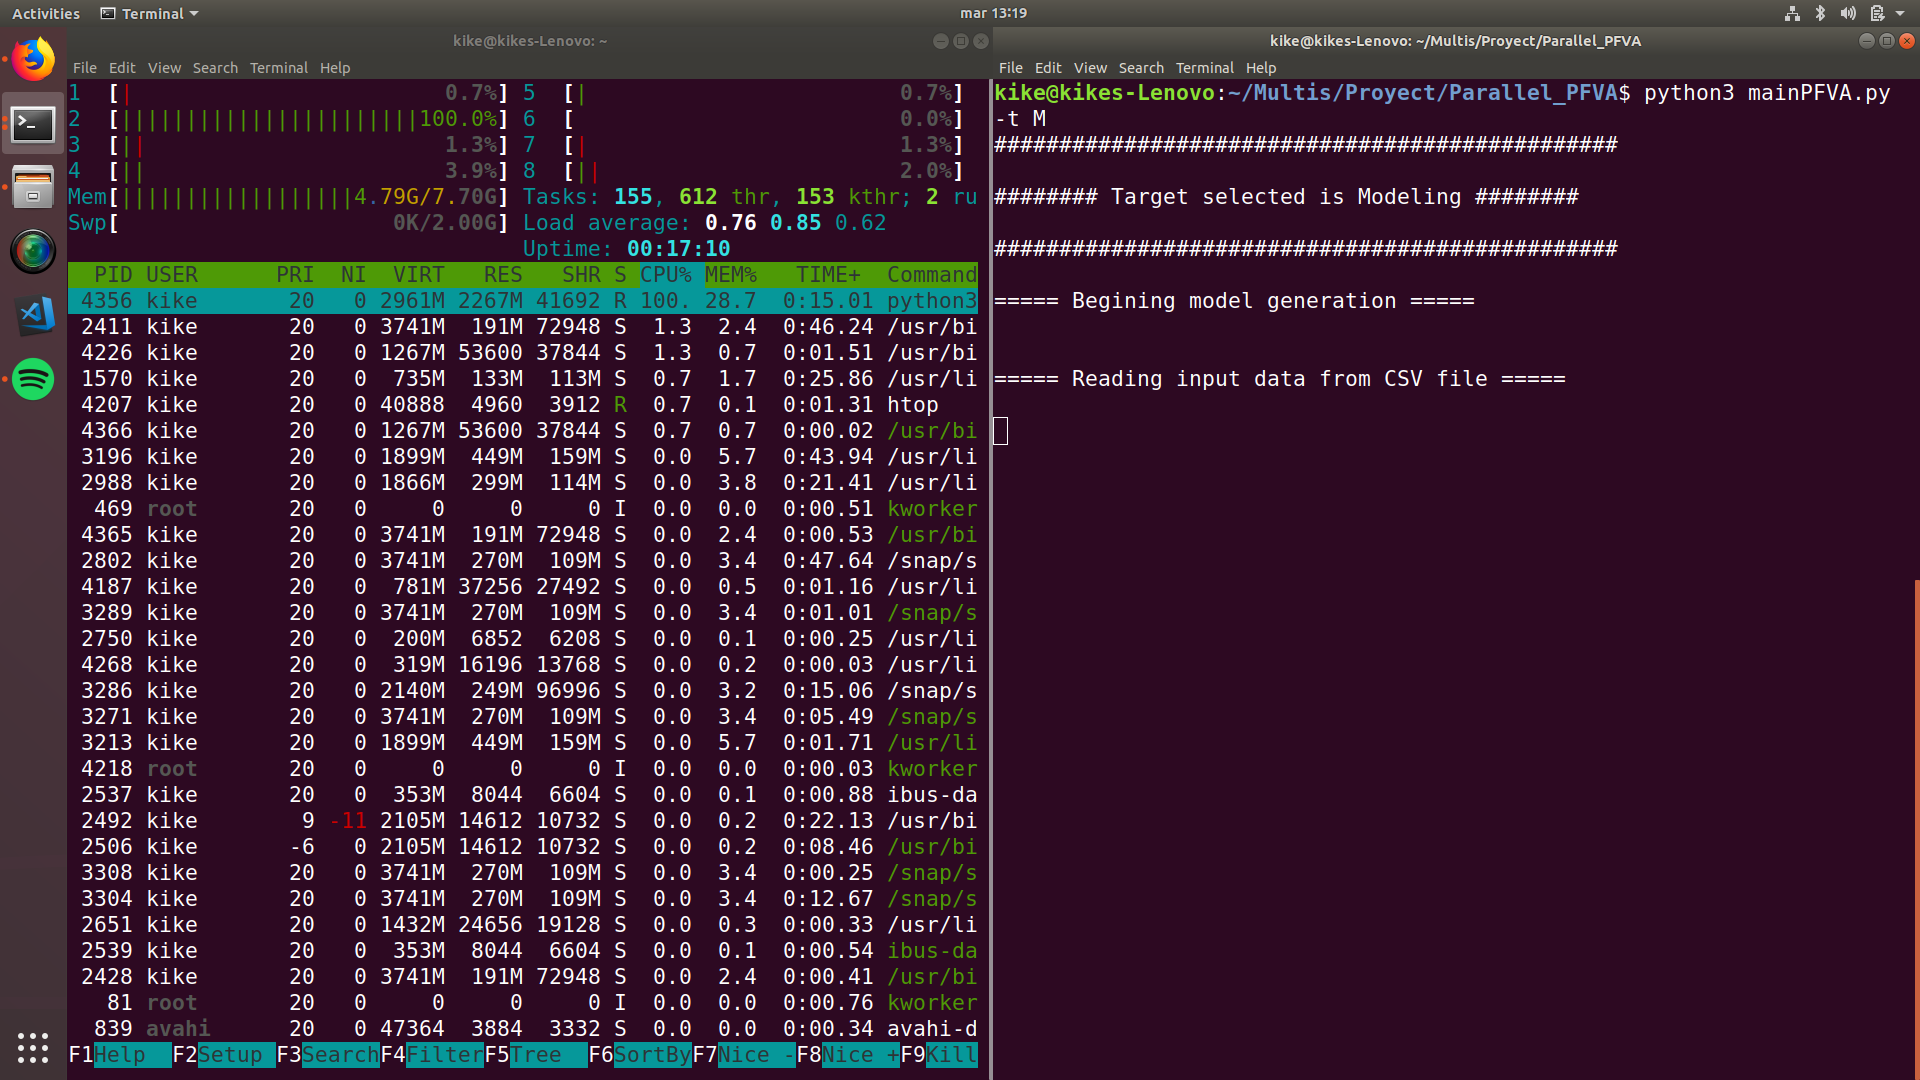 Activities Terminal mar 13:19
kike@kikes-Lenovo: ~
File Edit View Search Terminal Help
1 [| 0.7%] 5 [| 0.7%]
2 [|||||||||||||||||||||||100.0%] 6 [ 0.0%]
3 [|| 1.3%] 7 [| 1.3%]
4 [|| 3.9%] 8 [|| 2.0%]
Mem[||||||||||||||||||4.79G/7.70G] Tasks: 155, 612 thr, 153 kthr; 2 ru
Swp[ 0K/2.00G] Load average: 0.76 0.85 0.62
Uptime: 00:17:10
PID USER PRI NI VIRT RES SHR S CPU% MEM% TIME+ Command
4356 kike 20 0 2961M 2267M 41692 R 100. 28.7 0:15.01 python3
2411 kike 20 0 3741M 191M 72948 S 1.3 2.4 0:46.24 /usr/bi
4226 kike 20 0 1267M 53600 37844 S 1.3 0.7 0:01.51 /usr/bi
1570 kike 20 0 735M 133M 113M S 0.7 1.7 0:25.86 /usr/li
4207 kike 20 0 40888 4960 3912 R 0.7 0.1 0:01.31 htop
4366 kike 20 0 1267M 53600 37844 S 0.7 0.7 0:00.02 /usr/bi
3196 kike 20 0 1899M 449M 159M S 0.0 5.7 0:43.94 /usr/li
2988 kike 20 0 1866M 299M 114M S 0.0 3.8 0:21.41 /usr/li
469 root 20 0 0 0 0 I 0.0 0.0 0:00.51 kworker
4365 kike 20 0 3741M 191M 72948 S 0.0 2.4 0:00.53 /usr/bi
2802 kike 20 0 3741M 270M 109M S 0.0 3.4 0:47.64 /snap/s
4187 kike 20 0 781M 37256 27492 S 0.0 0.5 0:01.16 /usr/li
3289 kike 20 0 3741M 270M 109M S 0.0 3.4 0:01.01 /snap/s
2750 kike 20 0 200M 6852 6208 S 0.0 0.1 0:00.25 /usr/li
4268 kike 20 0 319M 16196 13768 S 0.0 0.2 0:00.03 /usr/li
3286 kike 20 0 2140M 249M 96996 S 0.0 3.2 0:15.06 /snap/s
3271 kike 20 0 3741M 270M 109M S 0.0 3.4 0:05.49 /snap/s
3213 kike 20 0 1899M 449M 159M S 0.0 5.7 0:01.71 /usr/li
4218 root 20 0 0 0 0 I 0.0 0.0 0:00.03 kworker
2537 kike 20 0 353M 8044 6604 S 0.0 0.1 0:00.88 ibus-da
2492 kike 9 -11 2105M 14612 10732 S 0.0 0.2 0:22.13 /usr/bi
2506 kike -6 0 2105M 14612 10732 S 0.0 0.2 0:08.46 /usr/bi
3308 kike 20 0 3741M 270M 109M S 0.0 3.4 0:00.25 /snap/s
3304 kike 20 0 3741M 270M 109M S 0.0 3.4 0:12.67 /snap/s
2651 kike 20 0 1432M 24656 19128 S 0.0 0.3 0:00.33 /usr/li
2539 kike 20 0 353M 8044 6604 S 0.0 0.1 0:00.54 ibus-da
2428 kike 20 0 3741M 191M 72948 S 0.0 2.4 0:00.41 /usr/bi
81 root 20 0 0 0 0 I 0.0 0.0 0:00.76 kworker
839 avahi 20 0 47364 3884 3332 S 0.0 0.0 0:00.34 avahi-d
F1Help F2Setup F3SearchF4FilterF5Tree F6SortByF7Nice -F8Nice +F9Kill
kike@kikes-Lenovo: ~/Multis/Proyect/Parallel_PFVA
File Edit View Search Terminal Help
kike@kikes-Lenovo:~/Multis/Proyect/Parallel_PFVA$ python3 mainPFVA.py
-t M
################################################
######## Target selected is Modeling ########
################################################
===== Begining model generation =====
===== Reading input data from CSV file =====